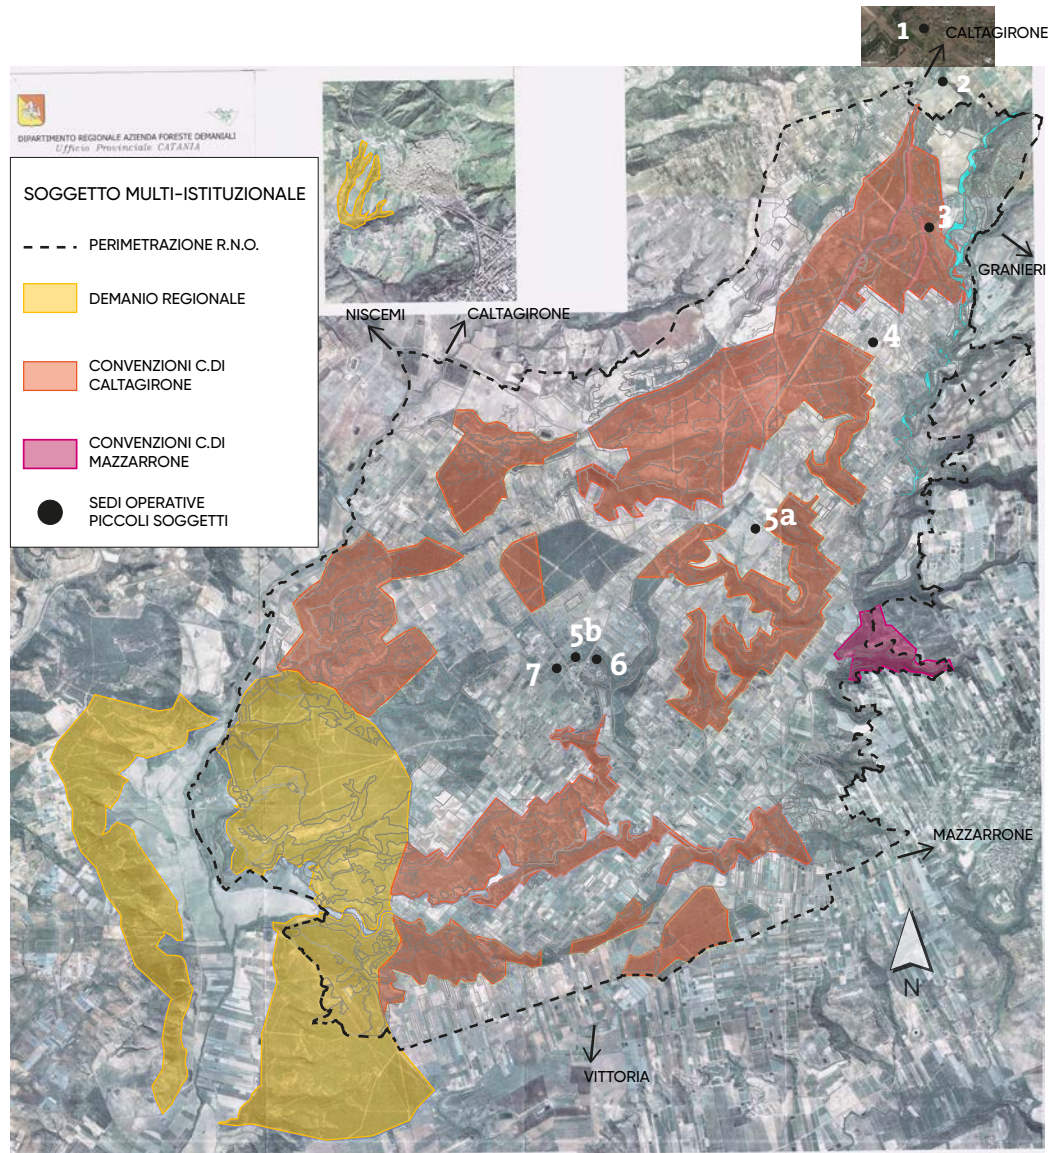 1
CALTAGIRONE
2
DIPARTIMENTO REGIONALE AZIENDA FORESTE DEMANIALI
Ufficio Provinciale CATANIA
SOGGETTO MULTI-ISTITUZIONALE
PERIMETRAZIONE R.N.O.
DEMANIO REGIONALE
CONVENZIONI C.DI
CALTAGIRONE
CONVENZIONI C.DI
MAZZARRONE
SEDI OPERATIVE
PICCOLI SOGGETTI
3
GRANIERI
NISCEMI
CALTAGIRONE
4
5a
5b
6
7
MAZZARRONE
N
VITTORIA